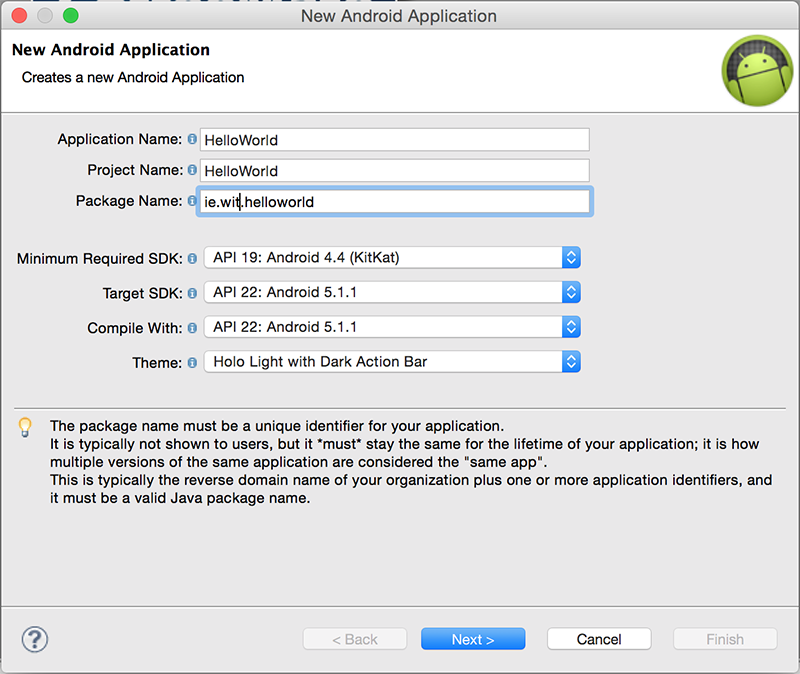 New Android Application
New Android Application
Creates a new Android Application
Application Name: HelloWorld
Project Name: HelloWorld
Package Name: ie.wit.helloworld
Minimum Required SDK: API 19: Android 4.4 (KitKat)
Target SDK: API 22: Android 5.1.1
Compile With: API 22: Android 5.1.1
Theme: Holo Light with Dark Action Bar
The package name must be a unique identifier for your application.
It is typically not shown to users, but it *must* stay the same for the lifetime of your application; it is how
multiple versions of the same application are considered the "same app".
This is typically the reverse domain name of your organization plus one or more application identifiers, and
it must be a valid Java package name.
? < Back Next > Cancel Finish